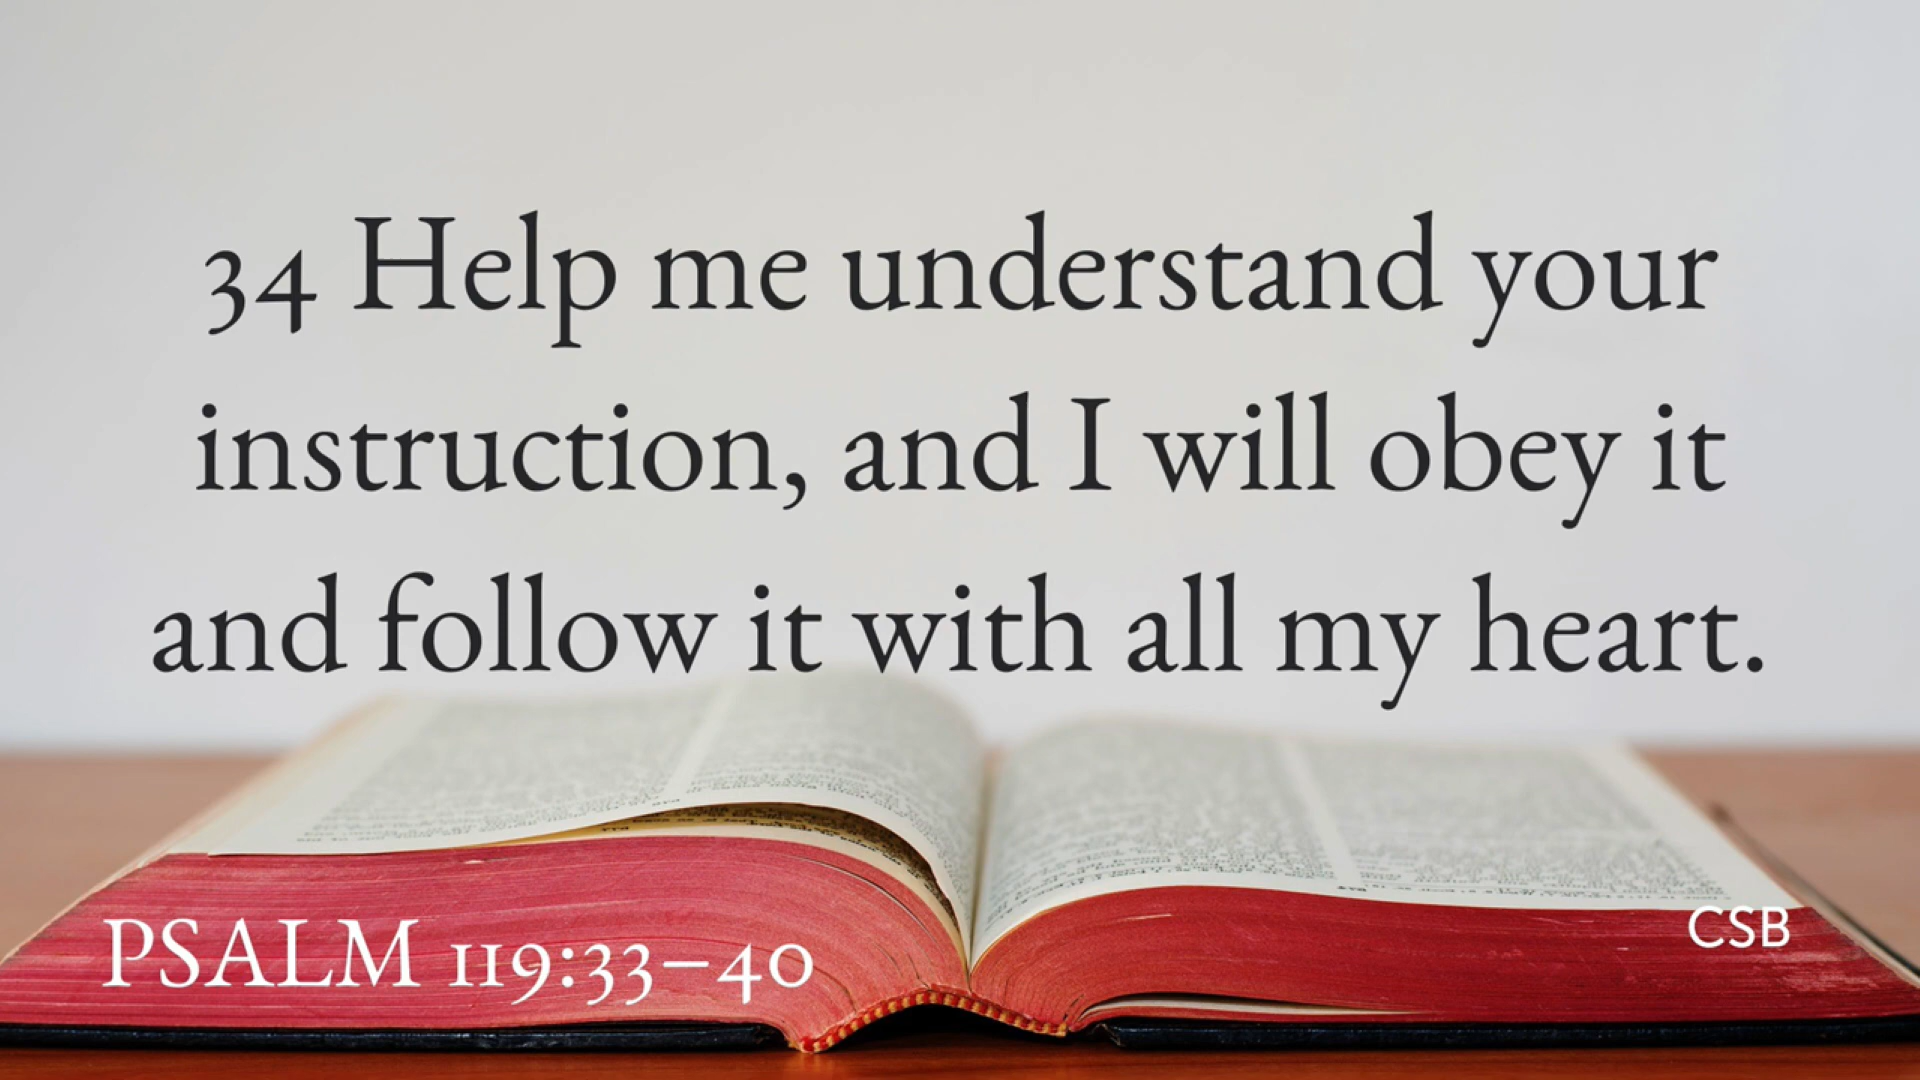 34 Help me understand your
instruction, and I will obey it
and follow it with all my heart.
PSALM 119:33–40
CSB